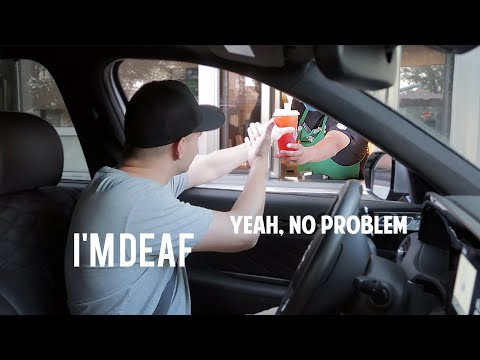 YEAH, NO PROBLEM
I'M DEAF